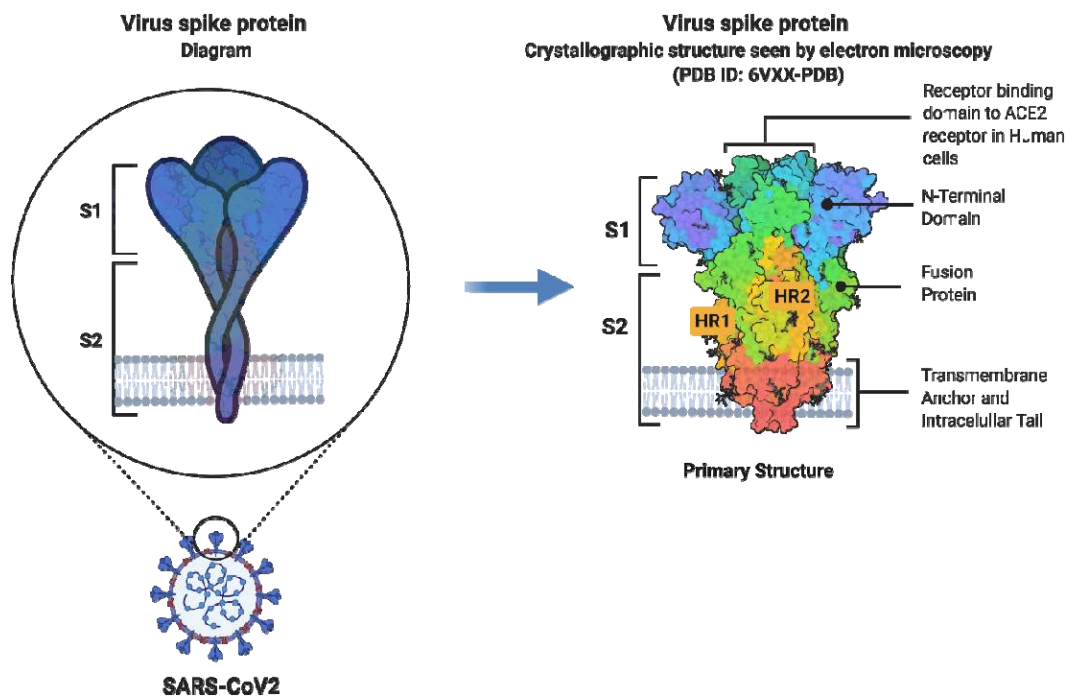 Virus spike protein
Diagram
S1
S2
SARS-CoV2
Virus spike protein
Crystallographic structure seen by electron microscopy
(PDB ID: 6VXX-PDB)
Receptor binding
domain to ACE2
receptor in Human
cells
N-Terminal
Domain
Fusion
Protein
Transmembrane
Anchor and
Intracelullar Tail
S1
S2
HR1
HR2
Primary Structure